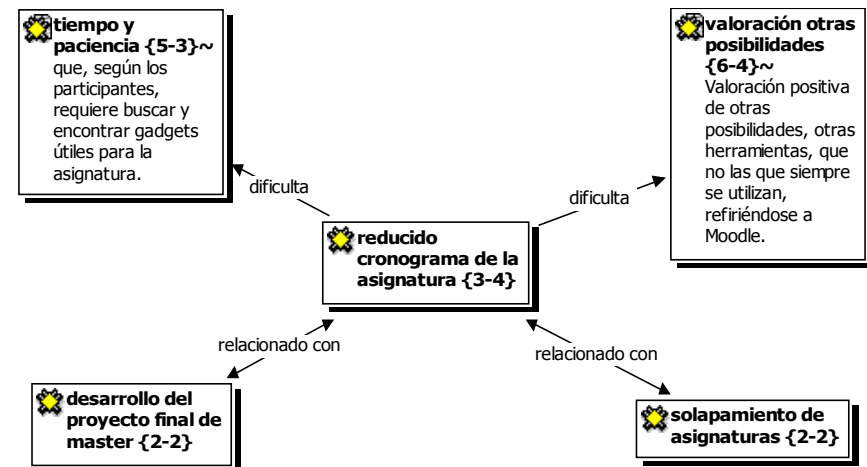 tiempo y
paciencia {5-3}~
que, según los
participantes,
requiere buscar y
encontrar gadgets
útiles para la
asignatura.
valoración otras
posibilidades
{6-4}~
Valoración positiva
de otras
posibilidades, otras
herramientas, que
no las que siempre
se utilizan,
refiriéndose a
Moodle.
dificulta
dificulta
reducido
cronograma de la
asignatura {3-4}
relacionado con
relacionado con
desarrollo del
proyecto final de
master {2-2}
solapamiento de
asignaturas {2-2}